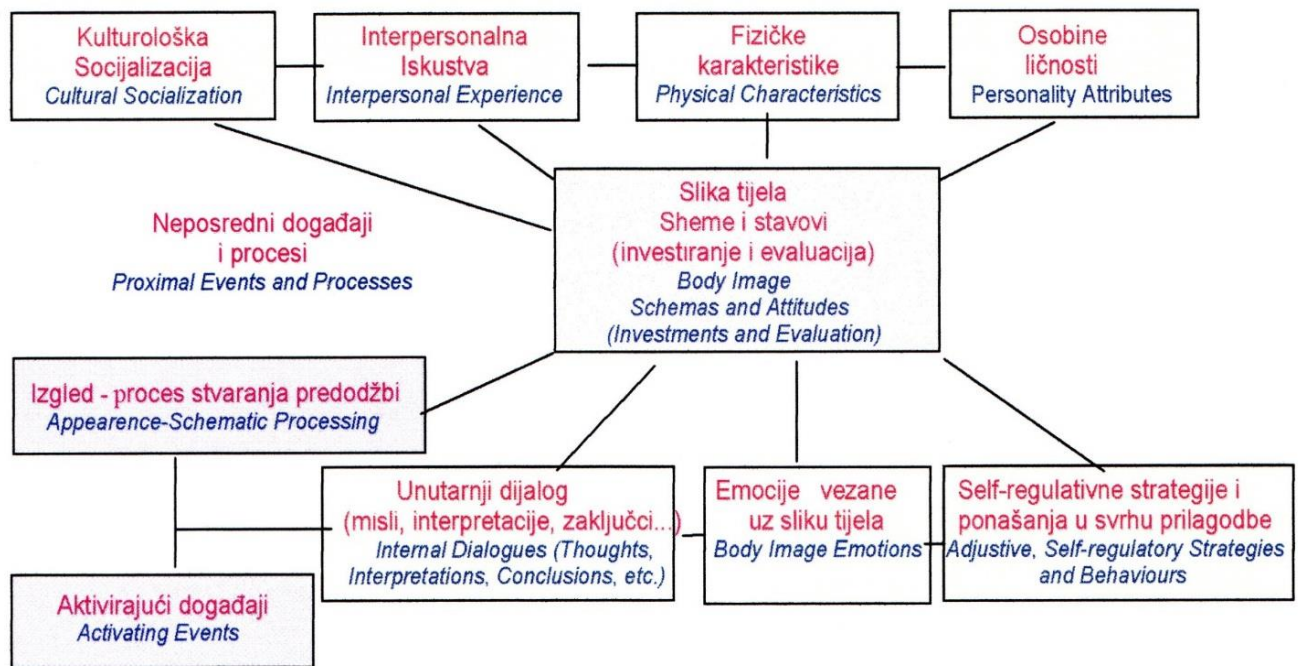 Kulturološka
Socijalizacija
Cultural Socialization
Interpersonalna
Iskustva
Interpersonal Experience
Fizičke
karakteristike
Physical Characteristics
Osobine
ličnosti
Personality Attributes
Slika tijela
Sheme i stavovi
(investiranje i evaluacija)
Body Image
Schemas and Attitudes
(Investments and Evaluation)
Neposredni događaji
i procesi
Proximal Events and Processes
Izgled - proces stvaranja predodžbi
Appearence-Schematic Processing
Unutarnji dijalog
(misli, interpretacije, zaključci...)
Internal Dialogues (Thoughts,
Interpretations, Conclusions, etc.)
Emocije vezane
uz sliku tijela
Body Image Emotions
Self-regulativne strategije i
ponašanja u svrhu prilagodbe
Adjustive, Self-regulatory Strategies
and Behaviours
Aktivirajući događaji
Activating Events